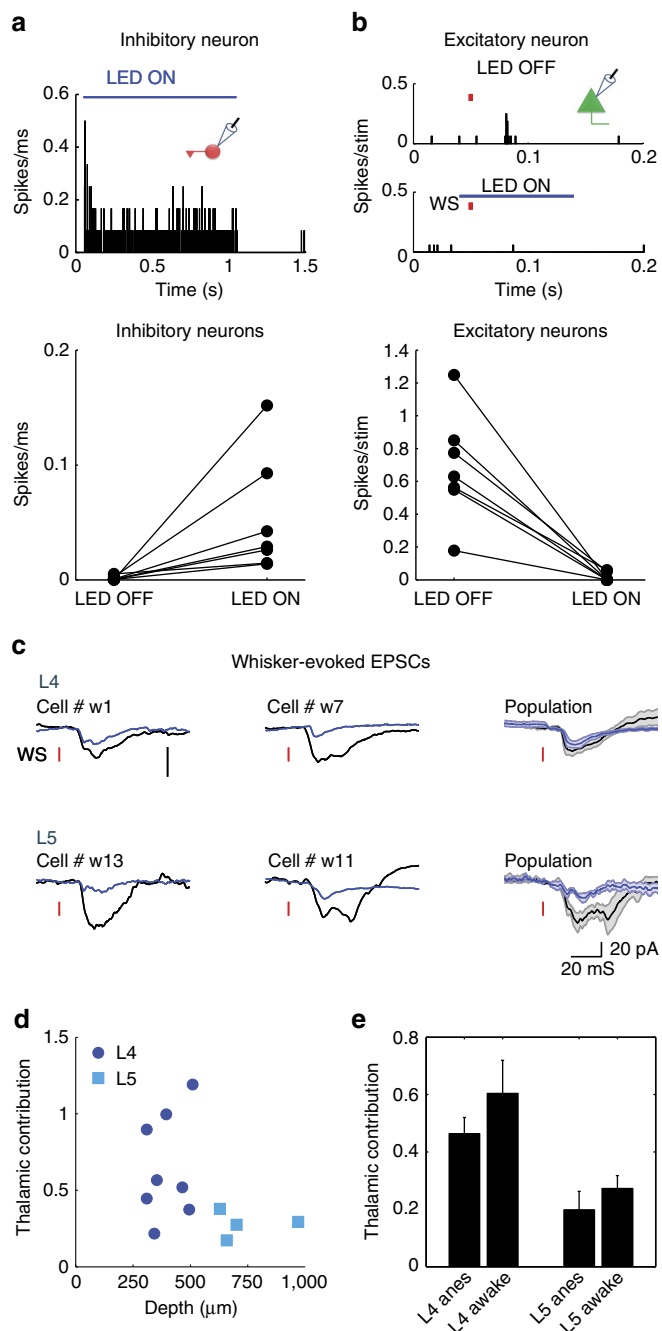 a
Inhibitory neuron
LED ON
0.6
0.4
0.2
0
Spikes/ms
0
0.5
1
1.5
Time (s)
b
Excitatory neuron
LED OFF
0.5
0
Spikes/stim
0
0.1
0.2
LED ON
WS
0.5
0
0
0.1
0.2
Time (s)
Inhibitory neurons
0.2
0.1
0
Spikes/ms
LED OFF
LED ON
Excitatory neurons
1.4
1.2
1
0.8
0.6
0.4
0.2
0
Spikes/stim
LED OFF
LED ON
c
Whisker-evoked EPSCs
L4
Cell # w1
Cell # w7
Population
WS
L5
Cell # w13
Cell # w11
Population
20 pA
20 mS
d
1.5
1
0.5
0
Thalamic contribution
L4
L5
0
250
500
750
1,000
Depth (µm)
e
0.8
0.6
0.4
0.2
0
Thalamic contribution
L4 anes
L4 awake
L5 anes
L5 awake